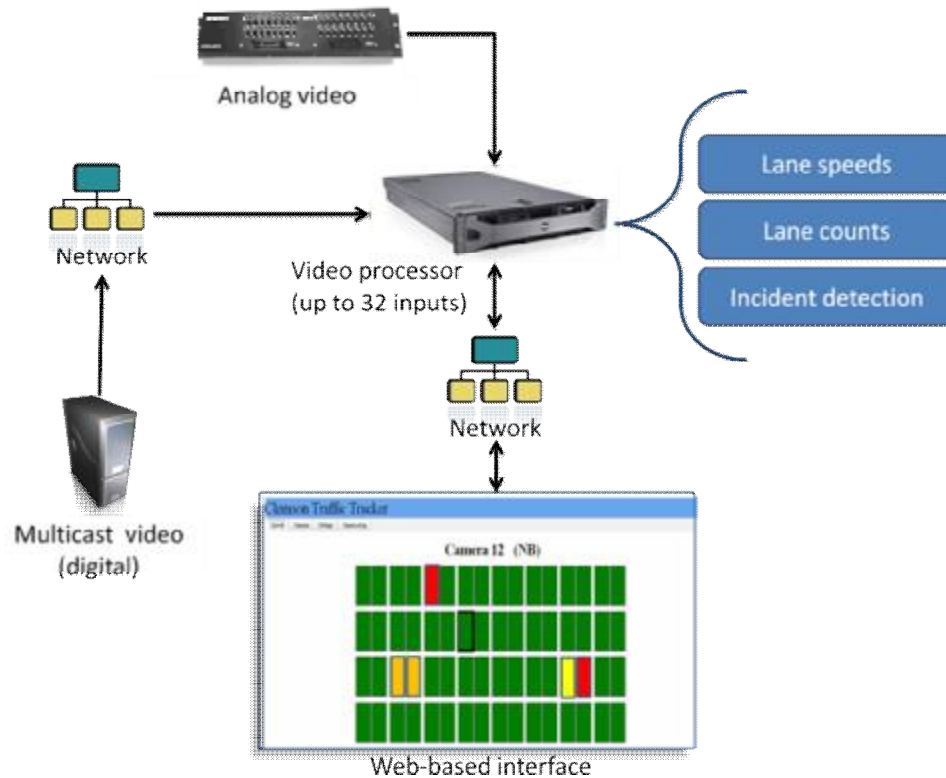 Analog video
Lane speeds
Lane counts
Incident detection
Network
Video processor
(up to 32 inputs)
Network
Multicast video
(digital)
Clemson Traffic Tracker
Camera 12 (NB)
Web-based interface